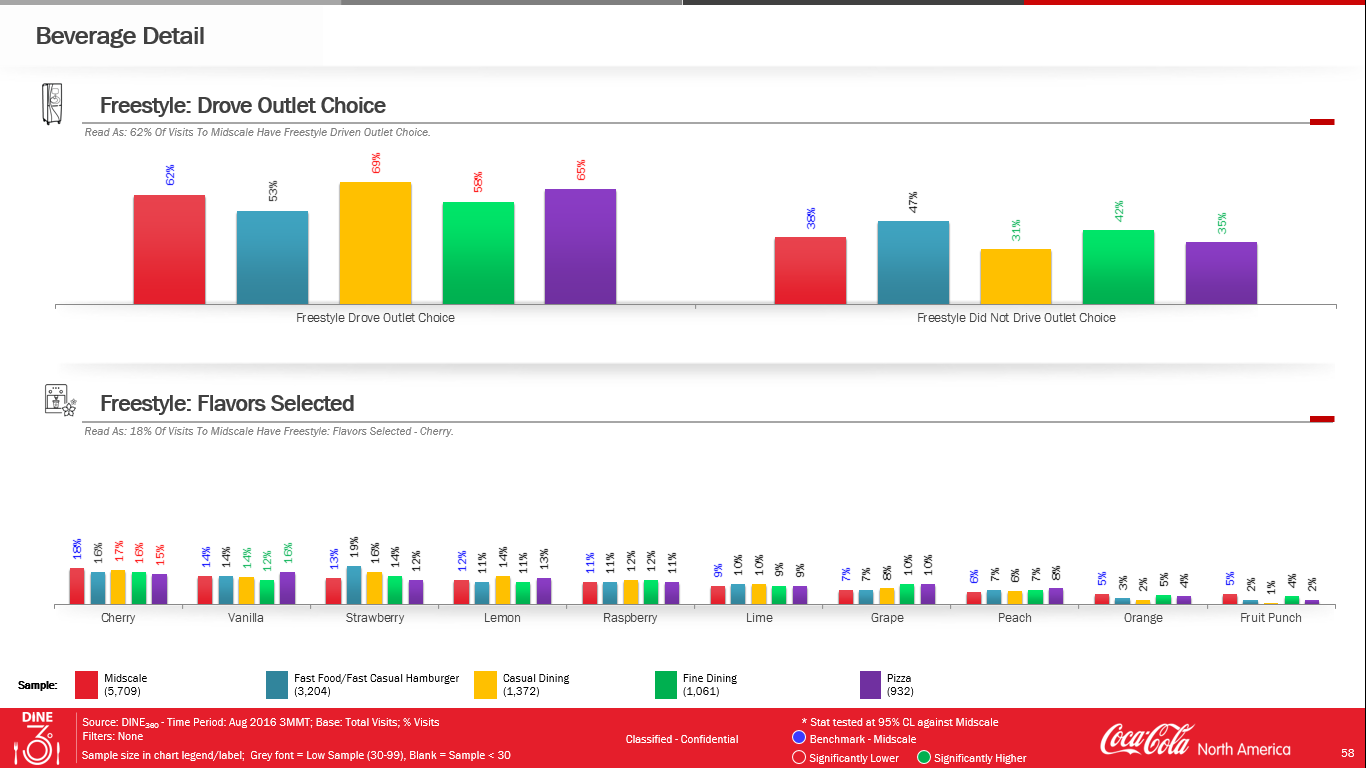 Beverage Detail
Freestyle: Drove Outlet Choice
Read As: 62% Of Visits To Midscale Have Freestyle Driven Outlet Choice.
62% 53% 69% 58% 65% 38% 47% 31% 42% 35%
Freestyle Drove Outlet Choice Freestyle Did Not Drive Outlet Choice
Freestyle: Flavors Selected
Read As: 18% Of Visits To Midscale Have Freestyle: Flavors Selected - Cherry.
18% 16% 17% 16% 15% 14% 14% 14% 12% 16% 13% 19% 16% 14% 12% 12% 11% 14% 11% 13% 11% 11% 12% 12% 11% 9% 10% 10% 9% 9% 7% 7% 8% 10% 10% 6% 7% 6% 7% 8% 5% 3% 2% 5% 4% 5% 2% 1% 4% 2%
Cherry Vanilla Strawberry Lemon Raspberry Lime Grape Peach Orange Fruit Punch
Sample:
Midscale
(5,709)
Fast Food/Fast Casual Hamburger
(3,204)
Casual Dining
(1,372)
Fine Dining
(1,061)
Pizza
(932)
DINE
3°
Source: DINE360 - Time Period: Aug 2016 3MMT; Base: Total Visits; % Visits
Filters: None
Sample size in chart legend/label; Grey font = Low Sample (30-99), Blank = Sample < 30
Classified - Confidential
* Stat tested at 95% CL against Midscale
Benchmark - Midscale
Significantly Lower Significantly Higher
Coca-Cola North America
58